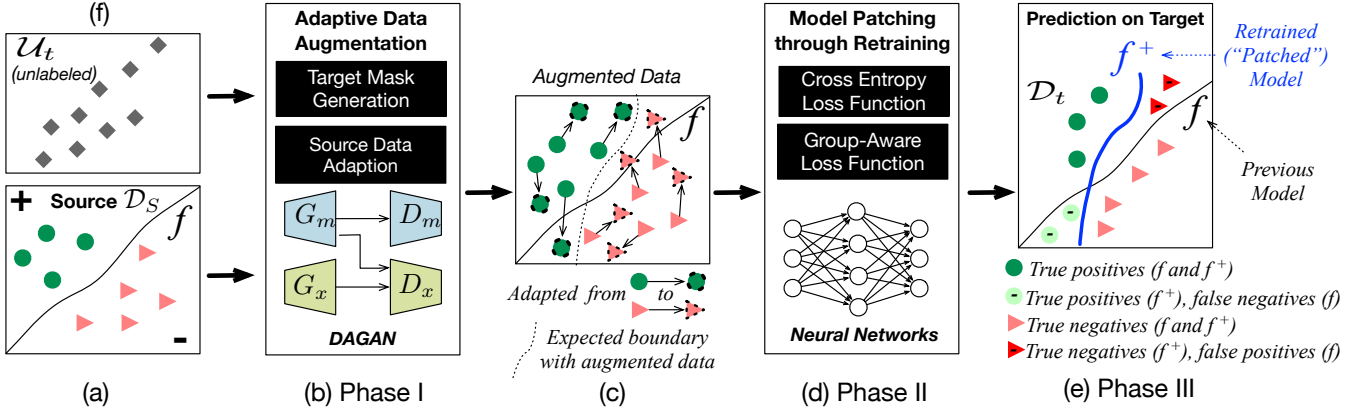 (f)
𝒰t
(unlabeled)
+ Source 𝒟S
f
-
(a)
Adaptive Data
Augmentation
Target Mask
Generation
Source Data
Adaption
Gm
Dm
Gx
Dx
DAGAN
(b) Phase I
Augmented Data
f
Adapted from to
Expected boundary
with augmented data
(c)
Model Patching
through Retraining
Cross Entropy
Loss Function
Group-Aware
Loss Function
Neural Networks
(d) Phase II
Prediction on Target
f+
𝒟t
f
-
-
-
-
Retrained
(“Patched”)
Model
Previous
Model
True positives (f and f+)
- True positives (f+), false negatives (f)
True negatives (f and f+)
- True negatives (f+), false positives (f)
(e) Phase III